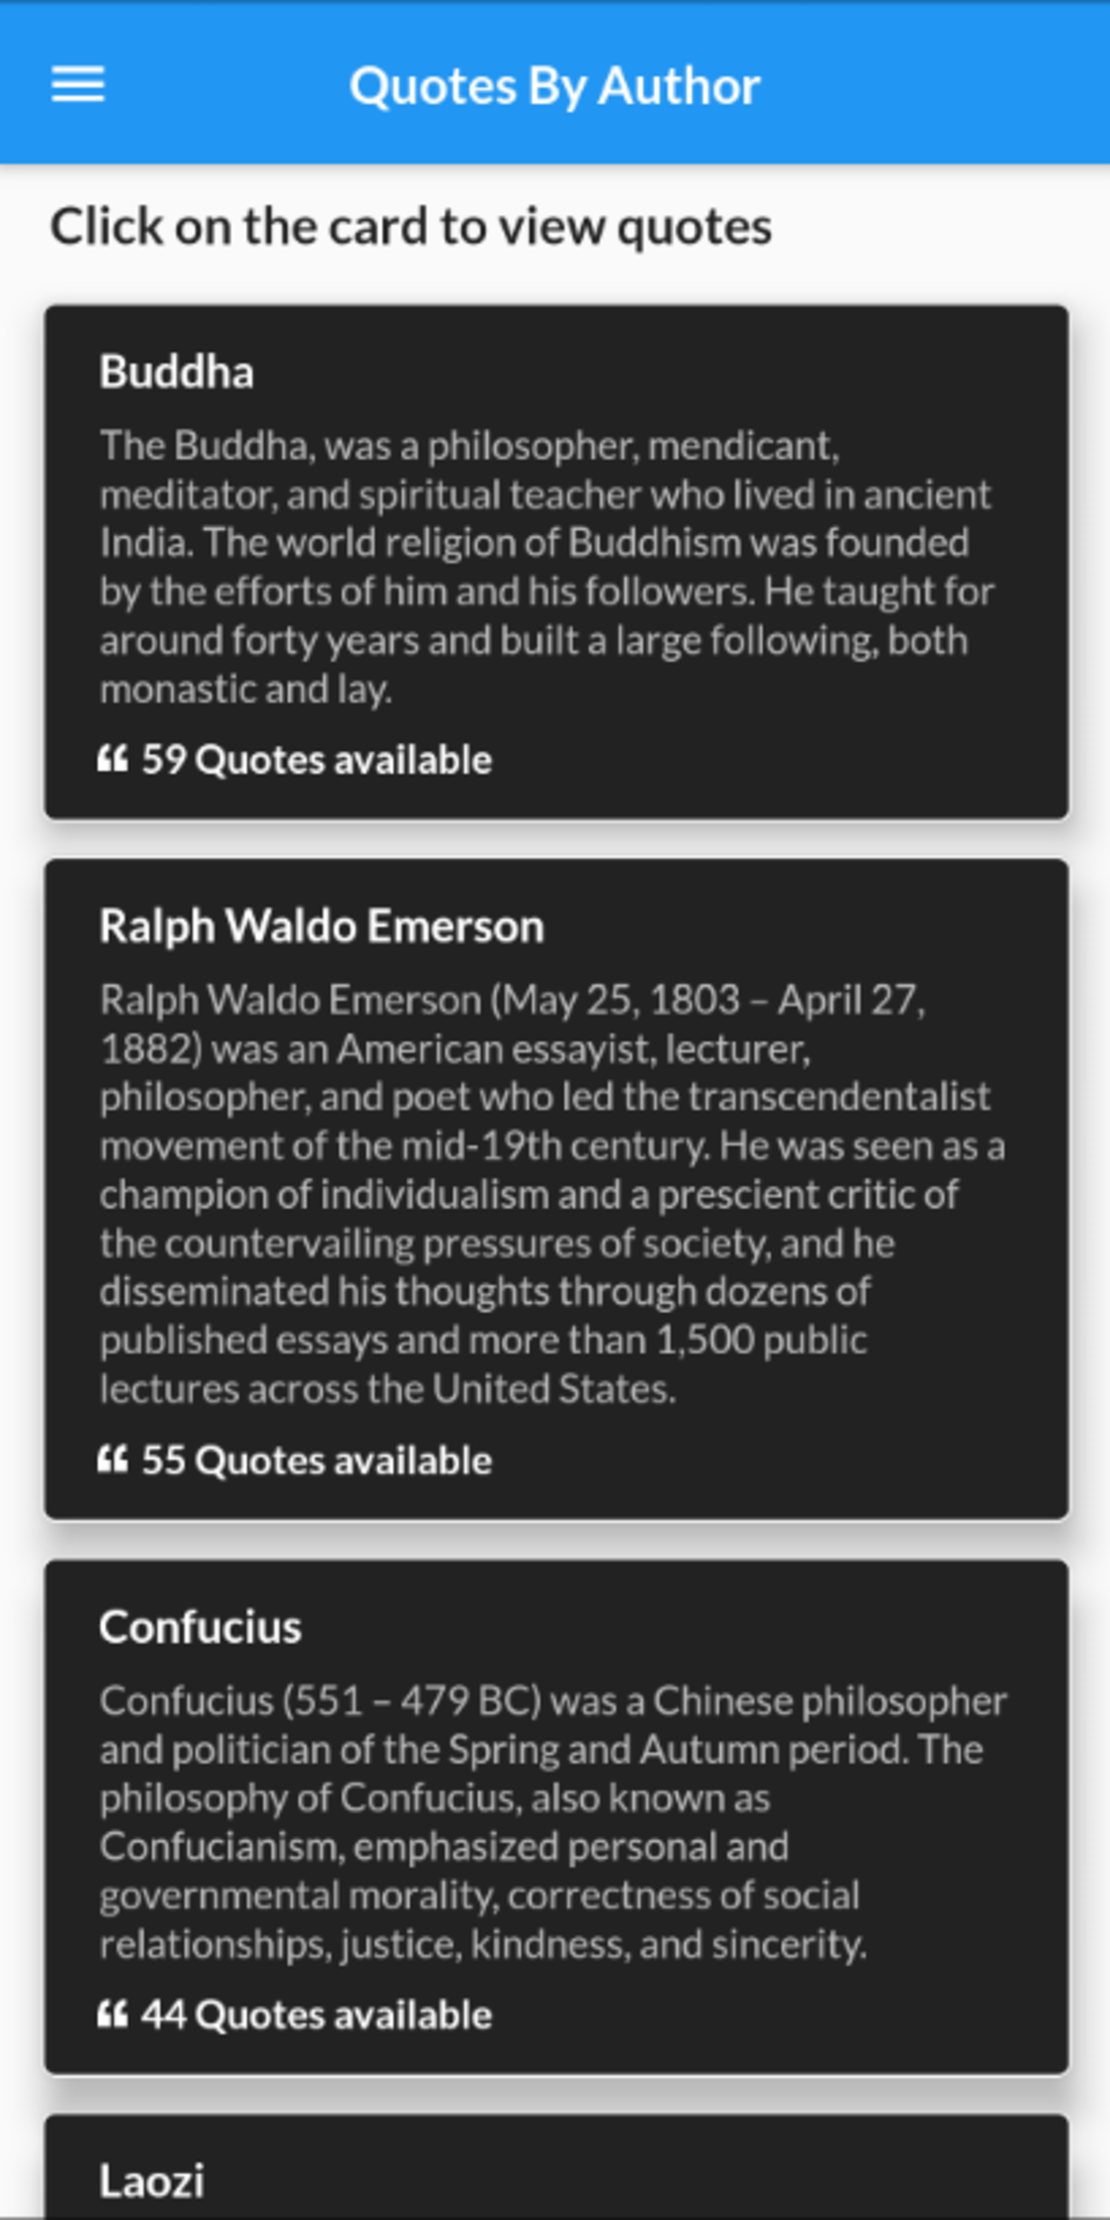 Quotes By Author
Click on the card to view quotes
Buddha
The Buddha, was a philosopher, mendicant,
meditator, and spiritual teacher who lived in ancient
India. The world religion of Buddhism was founded
by the efforts of him and his followers. He taught for
around forty years and built a large following, both
monastic and lay.
❝ 59 Quotes available
Ralph Waldo Emerson
Ralph Waldo Emerson (May 25, 1803 – April 27,
1882) was an American essayist, lecturer,
philosopher, and poet who led the transcendentalist
movement of the mid-19th century. He was seen as a
champion of individualism and a prescient critic of
the countervailing pressures of society, and he
disseminated his thoughts through dozens of
published essays and more than 1,500 public
lectures across the United States.
❝ 55 Quotes available
Confucius
Confucius (551 – 479 BC) was a Chinese philosopher
and politician of the Spring and Autumn period. The
philosophy of Confucius, also known as
Confucianism, emphasized personal and
governmental morality, correctness of social
relationships, justice, kindness, and sincerity.
❝ 44 Quotes available
Laozi